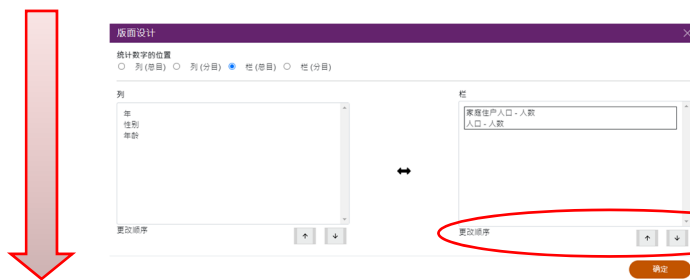 版面设计
统计数字的位置
列 (总目) 列 (分目) 栏 (总目) 栏 (分目)
列
年
性别
年龄
更改顺序
栏
家庭住户人口 - 人数
人口 - 人数
更改顺序
确定